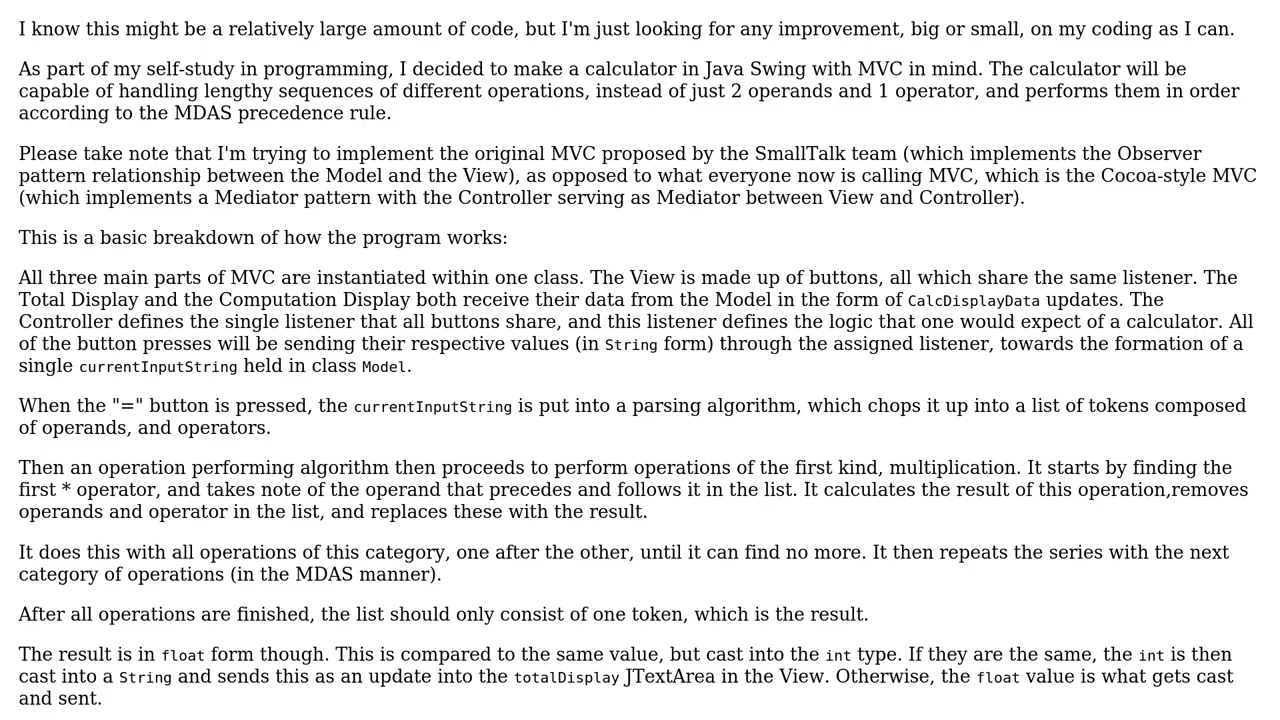 I know this might be a relatively large amount of code, but I'm just looking for any improvement, big or small, on my coding as I can.
As part of my self-study in programming, I decided to make a calculator in Java Swing with MVC in mind. The calculator will be
capable of handling lengthy sequences of different operations, instead of just 2 operands and 1 operator, and performs them in order
according to the MDAS precedence rule.
Please take note that I'm trying to implement the original MVC proposed by the SmallTalk team (which implements the Observer
pattern relationship between the Model and the View), as opposed to what everyone now is calling MVC, which is the Cocoa-style MVC
(which implements a Mediator pattern with the Controller serving as Mediator between View and Controller).
This is a basic breakdown of how the program works:
All three main parts of MVC are instantiated within one class. The View is made up of buttons, all which share the same listener. The
Total Display and the Computation Display both receive their data from the Model in the form of CalcDisplayData updates. The
Controller defines the single listener that all buttons share, and this listener defines the logic that one would expect of a calculator. All
of the button presses will be sending their respective values (in String form) through the assigned listener, towards the formation of a
single currentInputString held in class Model.
When the "=" button is pressed, the currentInputString is put into a parsing algorithm, which chops it up into a list of tokens composed
of operands, and operators.
Then an operation performing algorithm then proceeds to perform operations of the first kind, multiplication. It starts by finding the
first * operator, and takes note of the operand that precedes and follows it in the list. It calculates the result of this operation,removes
operands and operator in the list, and replaces these with the result.
It does this with all operations of this category, one after the other, until it can find no more. It then repeats the series with the next
category of operations (in the MDAS manner).
After all operations are finished, the list should only consist of one token, which is the result.
The result is in float form though. This is compared to the same value, but cast into the int type. If they are the same, the int is then
cast into a String and sends this as an update into the totalDisplay JTextArea in the View. Otherwise, the float value is what gets cast
and sent.